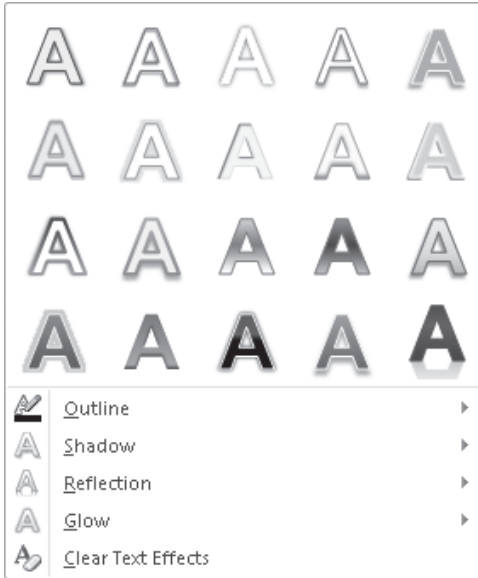 A A A A A
A A A A A
A A A A A
A A A A A
Outline
Shadow
Reflection
Glow
Clear Text Effects